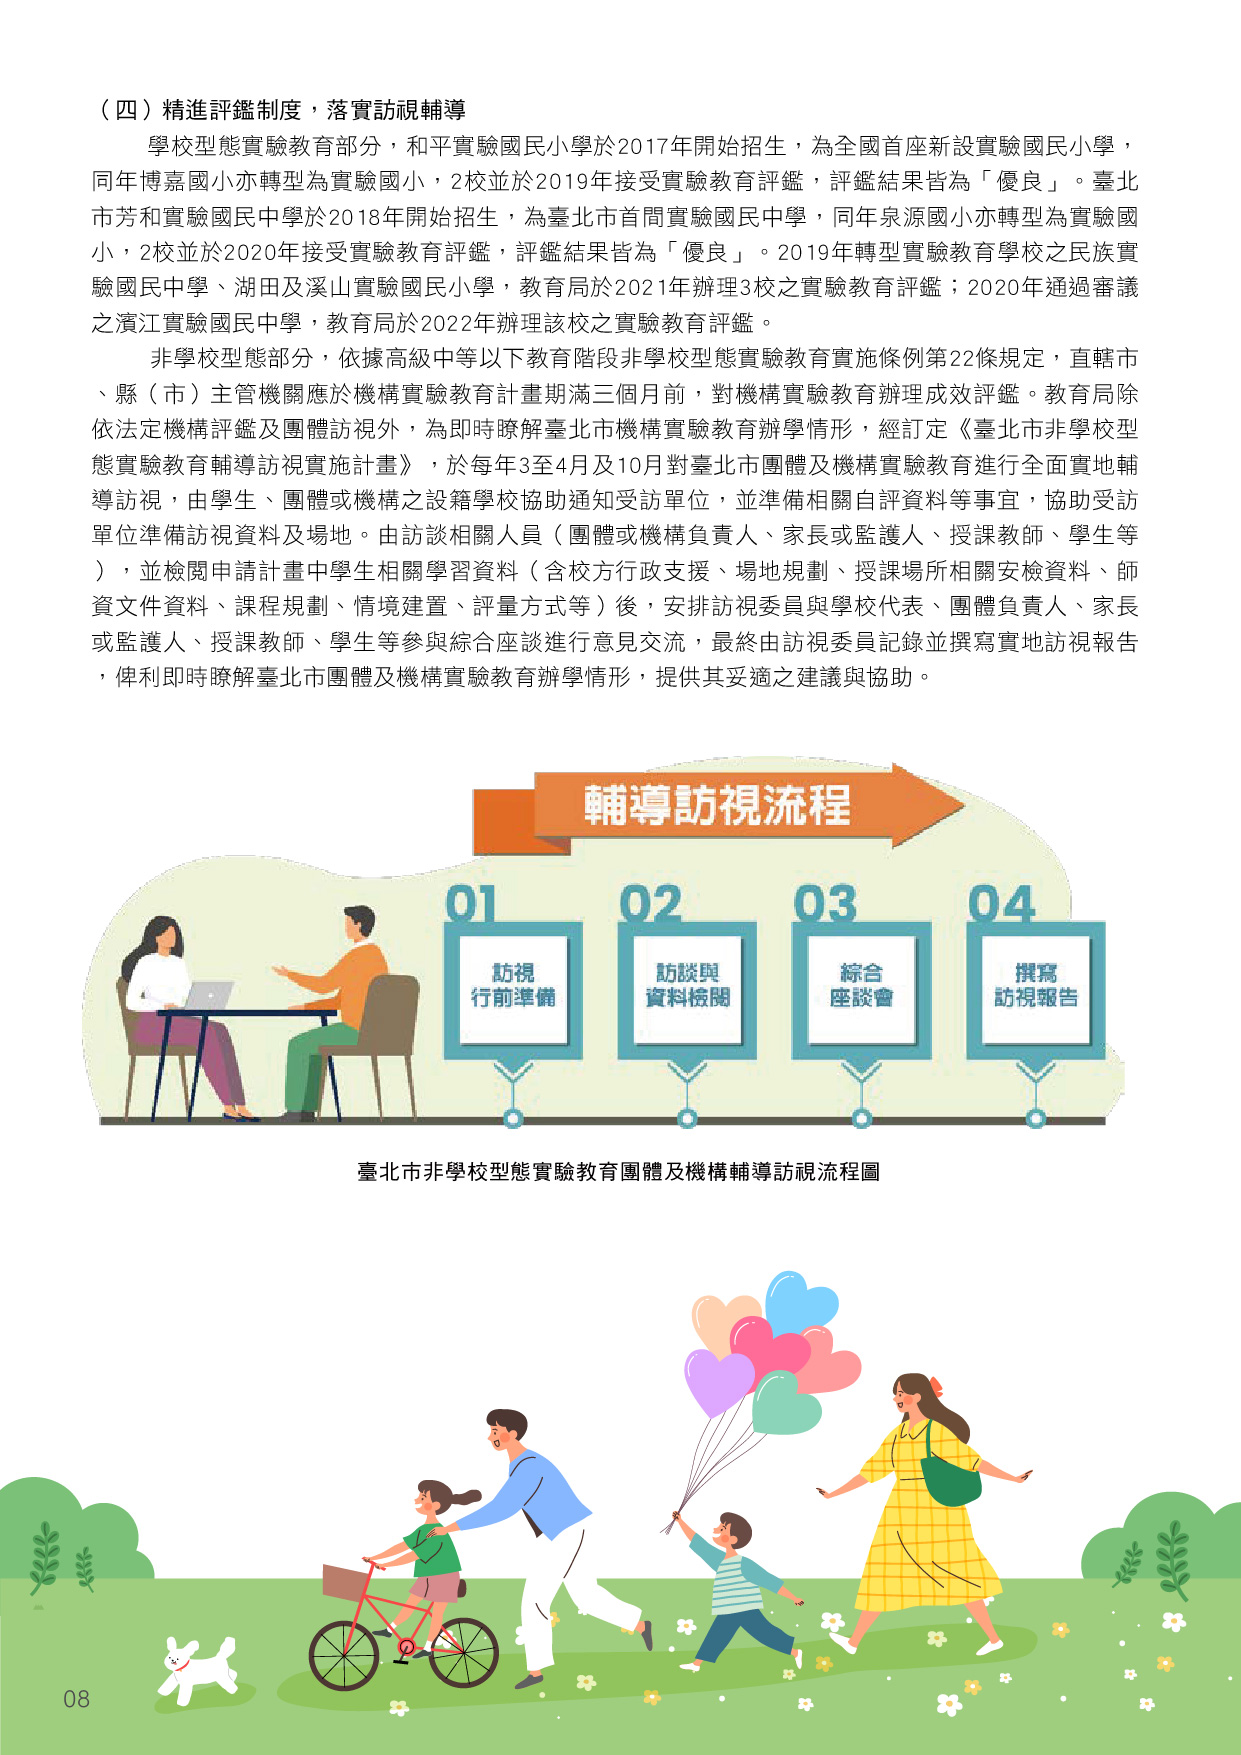 （四）精進評鑑制度，落實訪視輔導
學校型態實驗教育部分，和平實驗國民小學於2017年開始招生，為全國首座新設實驗國民小學，
同年博嘉國小亦轉型為實驗國小，2校並於2019年接受實驗教育評鑑，評鑑結果皆為「優良」。臺北
市芳和實驗國民中學於2018年開始招生，為臺北市首間實驗國民中學，同年泉源國小亦轉型為實驗國
小，2校並於2020年接受實驗教育評鑑，評鑑結果皆為「優良」。2019年轉型實驗教育學校之民族實
驗國民中學、湖田及溪山實驗國民小學，教育局於2021年辦理3校之實驗教育評鑑；2020年通過審議
之濱江實驗國民中學，教育局於2022年辦理該校之實驗教育評鑑。
非學校型態部分，依據高級中等以下教育階段非學校型態實驗教育實施條例第22條規定，直轄市
、縣（市）主管機關應於機構實驗教育計畫期滿三個月前，對機構實驗教育辦理成效評鑑。教育局除
依法定機構評鑑及團體訪視外，為即時瞭解臺北市機構實驗教育辦學情形，經訂定《臺北市非學校型
態實驗教育輔導訪視實施計畫》，於每年3至4月及10月對臺北市團體及機構實驗教育進行全面實地輔
導訪視，由學生、團體或機構之設籍學校協助通知受訪單位，並準備相關自評資料等事宜，協助受訪
單位準備訪視資料及場地。由訪談相關人員（團體或機構負責人、家長或監護人、授課教師、學生等
），並檢閱申請計畫中學生相關學習資料（含校方行政支援、場地規劃、授課場所相關安檢資料、師
資文件資料、課程規劃、情境建置、評量方式等）後，安排訪視委員與學校代表、團體負責人、家長
或監護人、授課教師、學生等參與綜合座談進行意見交流，最終由訪視委員記錄並撰寫實地訪視報告
，俾利即時瞭解臺北市團體及機構實驗教育辦學情形，提供其妥適之建議與協助。
輔導訪視流程
01
訪視
行前準備
02
訪談與
資料檢閱
03
綜合
座談會
04
撰寫
訪視報告
臺北市非學校型態實驗教育團體及機構輔導訪視流程圖
08